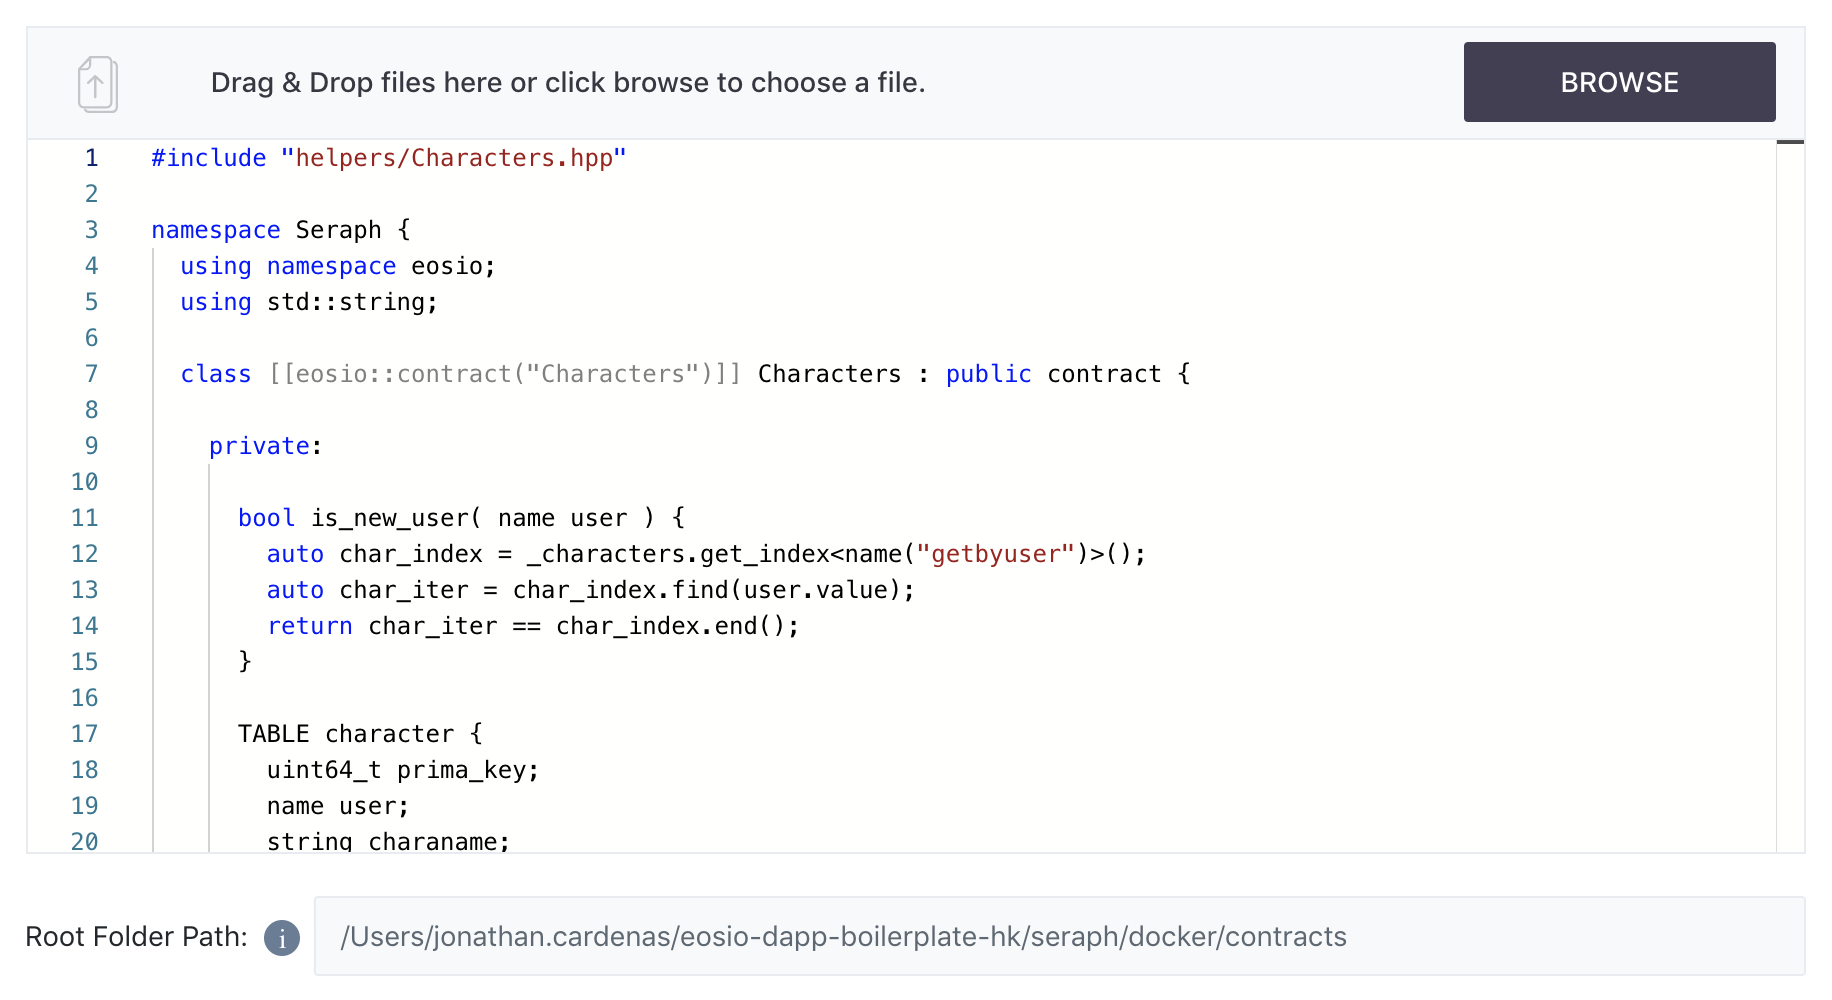 Drag & Drop files here or click browse to choose a file.
BROWSE
1 #include "helpers/Characters.hpp"
2
3 namespace Seraph {
4 using namespace eosio;
5 using std::string;
6
7 class [[eosio::contract("Characters")]] Characters : public contract {
8
9 private:
10
11 bool is_new_user( name user ) {
12 auto char_index = _characters.get_index<name("getbyuser")>();
13 auto char_iter = char_index.find(user.value);
14 return char_iter == char_index.end();
15 }
16
17 TABLE character {
18 uint64_t prima_key;
19 name user;
20 string charaname;
Root Folder Path: i /Users/jonathan.cardenas/eosio-dapp-boilerplate-hk/seraph/docker/contracts